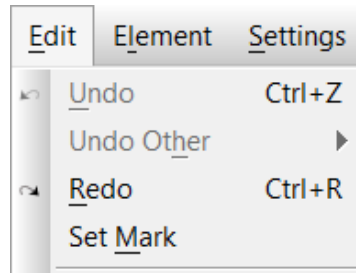 Edit Element Settings
Undo Ctrl+Z
Undo Other
Redo Ctrl+R
Set Mark